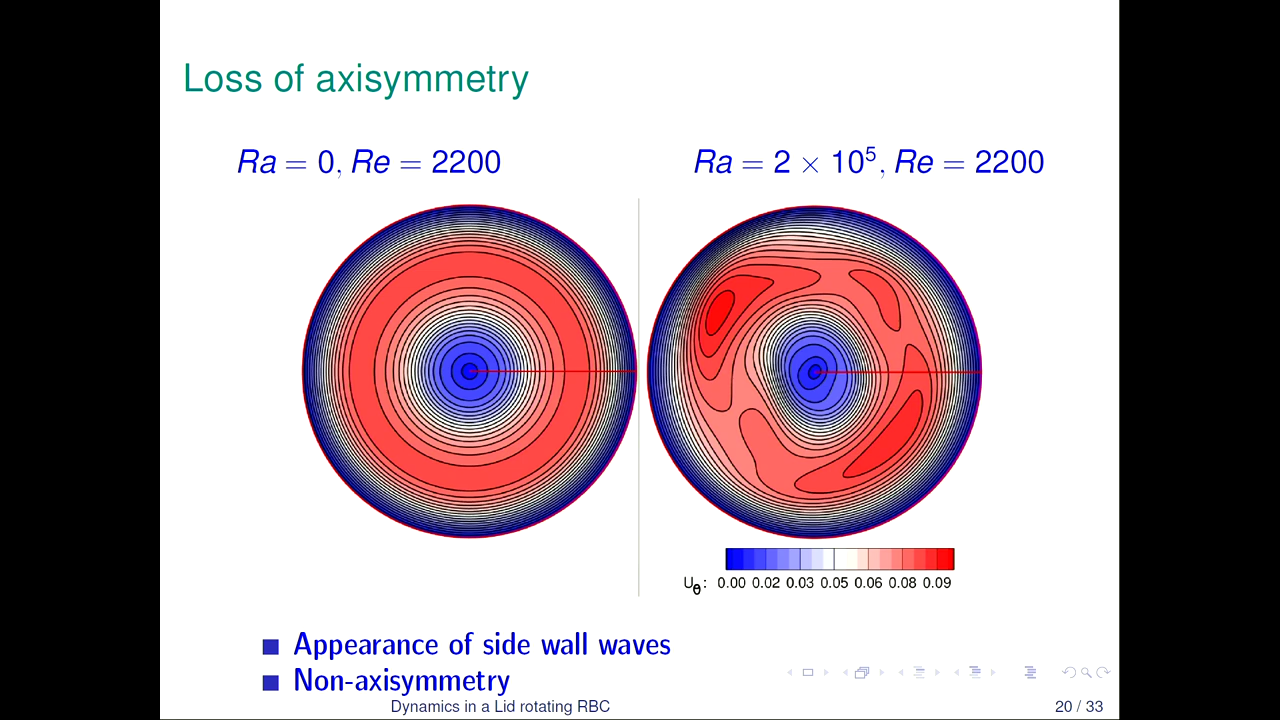 Loss of axisymmetry
Ra = 0, Re = 2200
Ra = 2 × 10⁵, Re = 2200
U_θ: 0.00 0.02 0.03 0.05 0.06 0.08 0.09
Appearance of side wall waves
Non-axisymmetry
Dynamics in a Lid rotating RBC
20 / 33